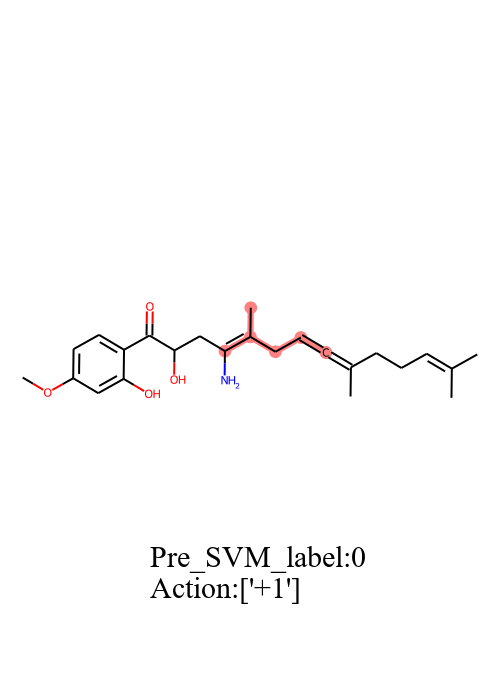 O
O
OH
OH
NH2
C
Pre_SVM_label:0
Action:['+1']